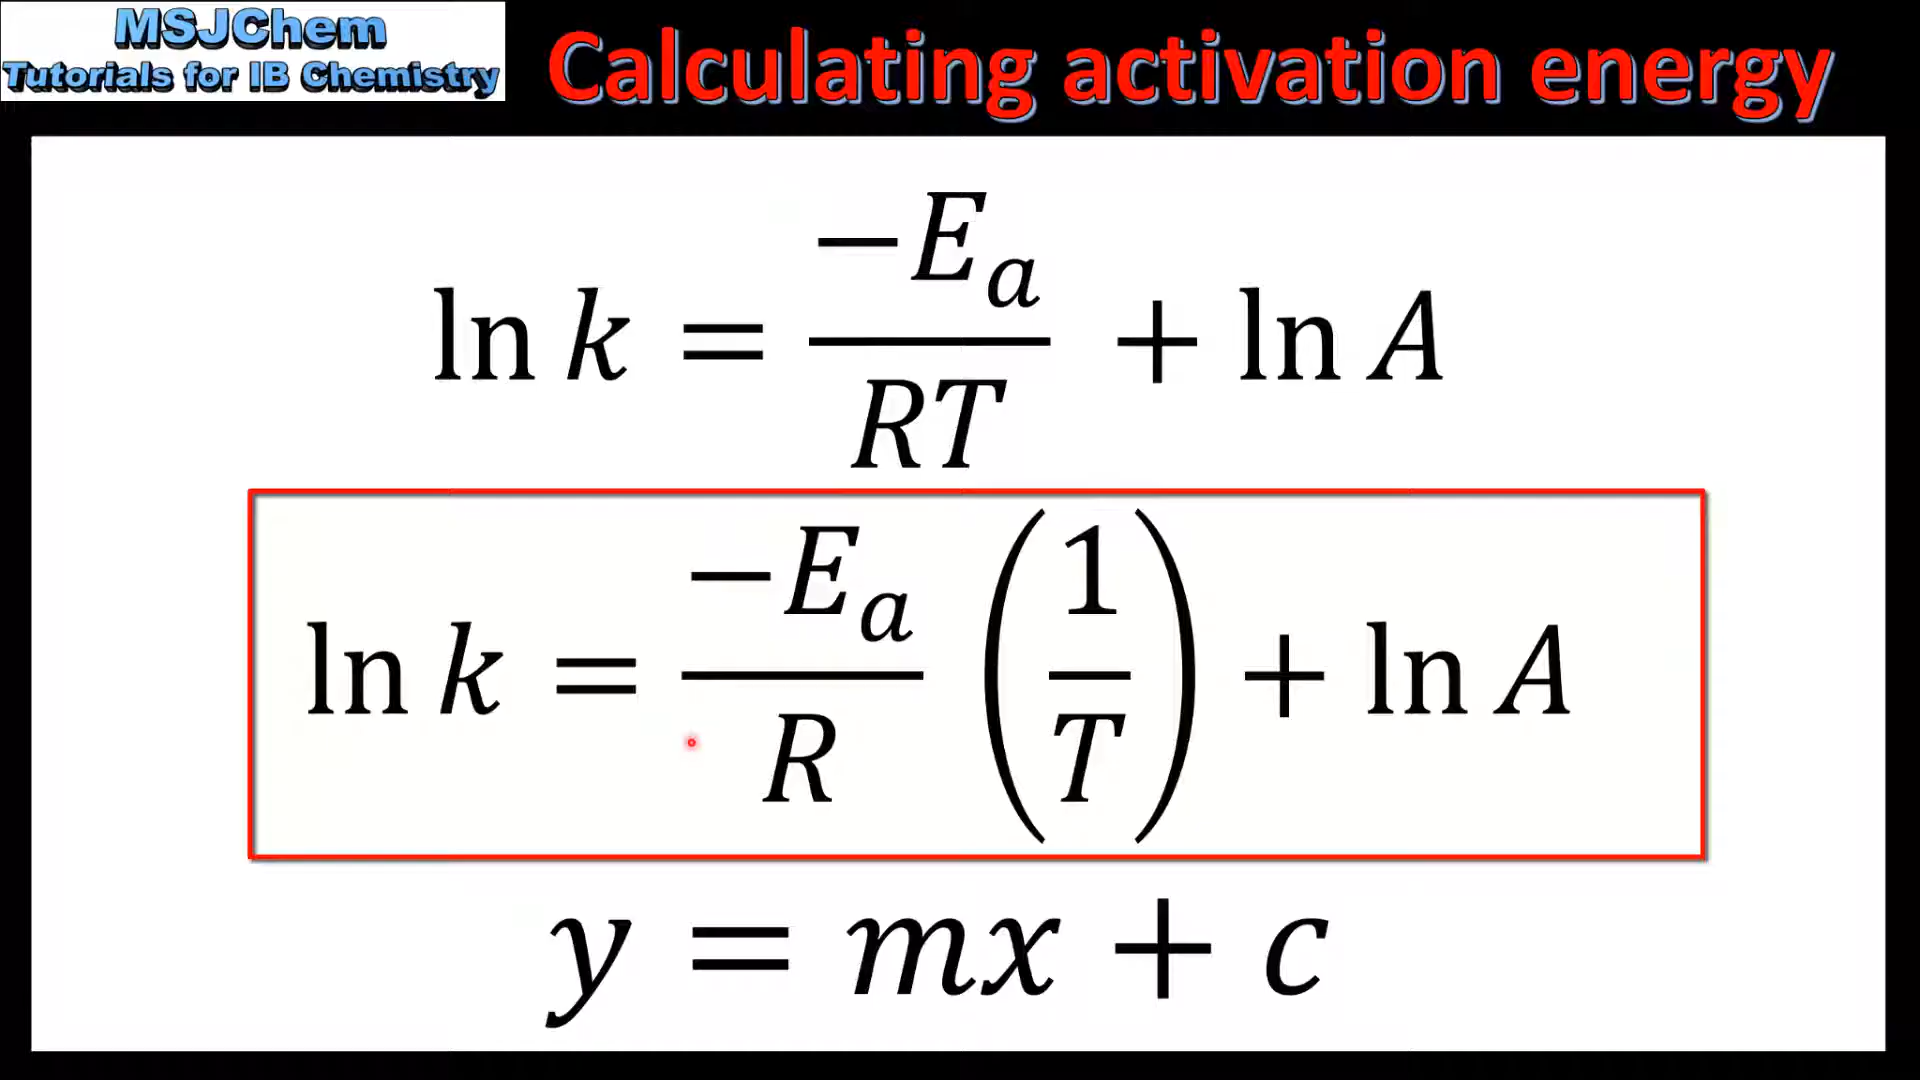 MSJChem
Tutorials for IB Chemistry
Calculating activation energy
ln k = −Eₐ/RT + ln A
ln k = −Eₐ/R (1/T) + ln A
y = mx + c